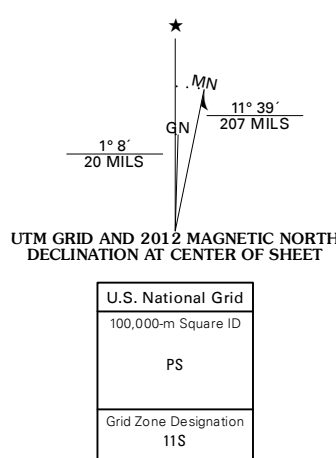 ★
MN
GN
11° 39´
207 MILS
1° 8´
20 MILS
UTM GRID AND 2012 MAGNETIC NORTH
DECLINATION AT CENTER OF SHEET
U.S. National Grid
100,000-m Square ID
PS
Grid Zone Designation
11S